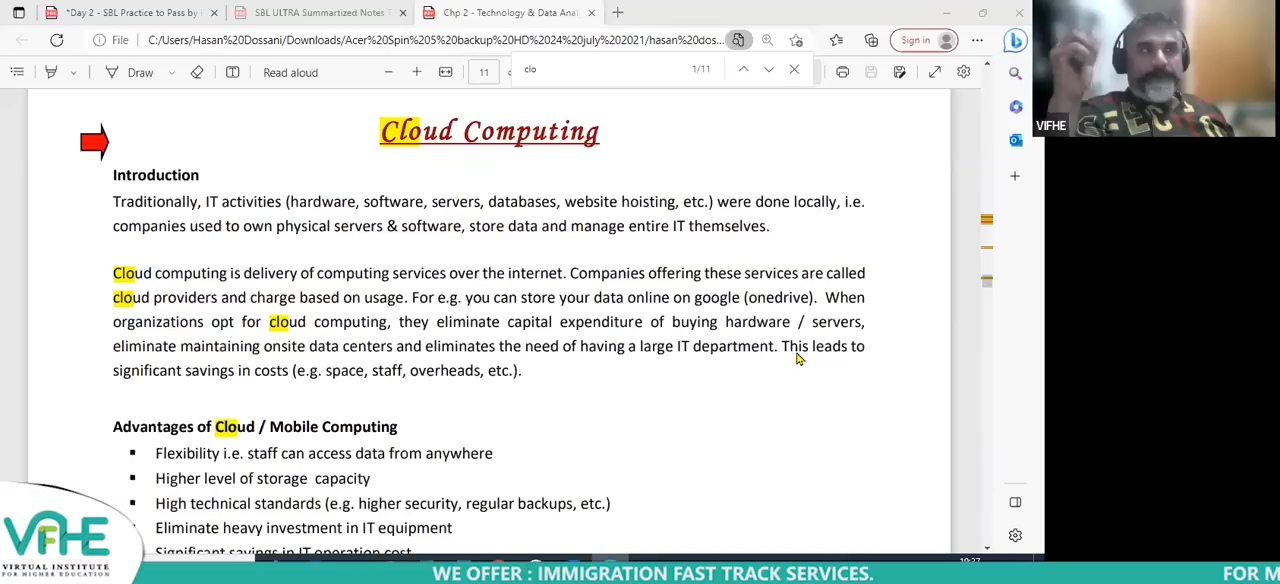 *Day 2 - SBL Practice to Pass by
SBL ULTRA Summartized Notes
Chp 2 - Technology & Data Ana
File
C:/Users/Hasan%20Dossani/Downloads/Acer%20Spin%205%20backup%20HD%2024%20july%202021/hasan%20dos...
Sign in
Draw
Read aloud
11
clo
1/11
VIFHE
Cloud Computing
Introduction
Traditionally, IT activities (hardware, software, servers, databases, website hoisting, etc.) were done locally, i.e.
companies used to own physical servers & software, store data and manage entire IT themselves.
Cloud computing is delivery of computing services over the internet. Companies offering these services are called
cloud providers and charge based on usage. For e.g. you can store your data online on google (onedrive). When
organizations opt for cloud computing, they eliminate capital expenditure of buying hardware / servers,
eliminate maintaining onsite data centers and eliminates the need of having a large IT department. This leads to
significant savings in costs (e.g. space, staff, overheads, etc.).
Advantages of Cloud / Mobile Computing
▪ Flexibility i.e. staff can access data from anywhere
▪ Higher level of storage capacity
▪ High technical standards (e.g. higher security, regular backups, etc.)
Eliminate heavy investment in IT equipment
Significant savings in IT operation cost
VFHE
VIRTUAL INSTITUTE
FOR HIGHER EDUCATION
WE OFFER : IMMIGRATION FAST TRACK SERVICES.
FOR M